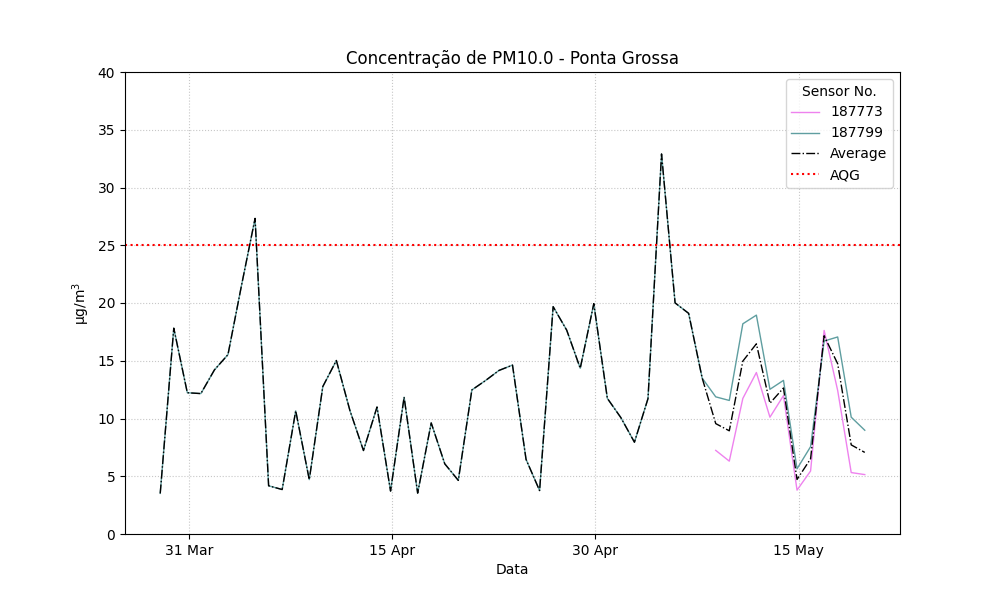 Concentração de PM10.0 - Ponta Grossa
40
35
30
25
20
15
10
5
0
µg/m³
Sensor No.
187773
187799
Average
AQG
31 Mar
15 Apr
30 Apr
15 May
Data